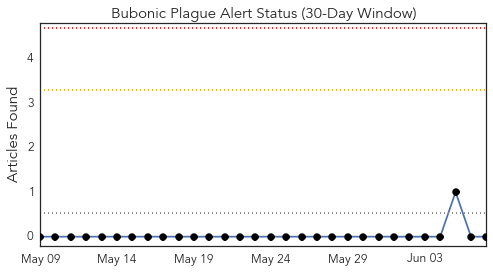 Bubonic Plague Alert Status (30-Day Window)
Articles Found
4
3
2
1
0
May 09 May 14 May 19 May 24 May 29 Jun 03